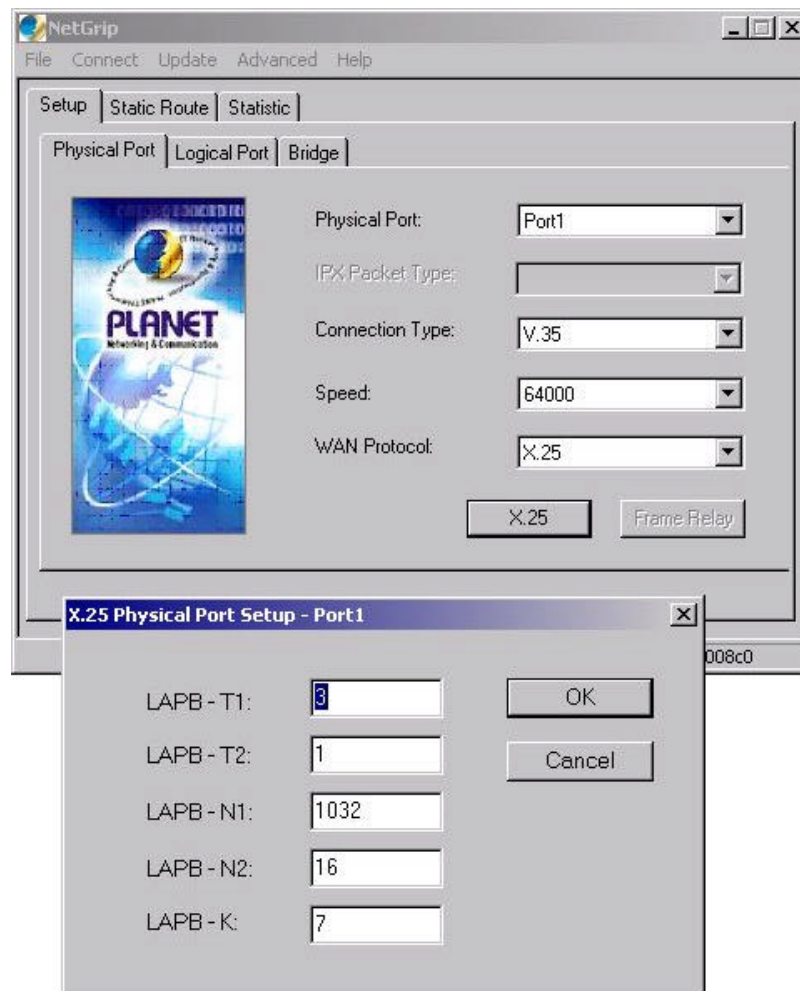 NetGrip
File Connect Update Advanced Help
Setup Static Route Statistic
Physical Port Logical Port Bridge
PLANET
Networking & Communication
Physical Port: Port1
IPX Packet Type:
Connection Type: V.35
Speed: 64000
WAN Protocol: X.25
X.25 Frame Relay
008c0
X.25 Physical Port Setup - Port1
LAPB - T1: 3 OK
LAPB - T2: 1 Cancel
LAPB - N1: 1032
LAPB - N2: 16
LAPB - K: 7